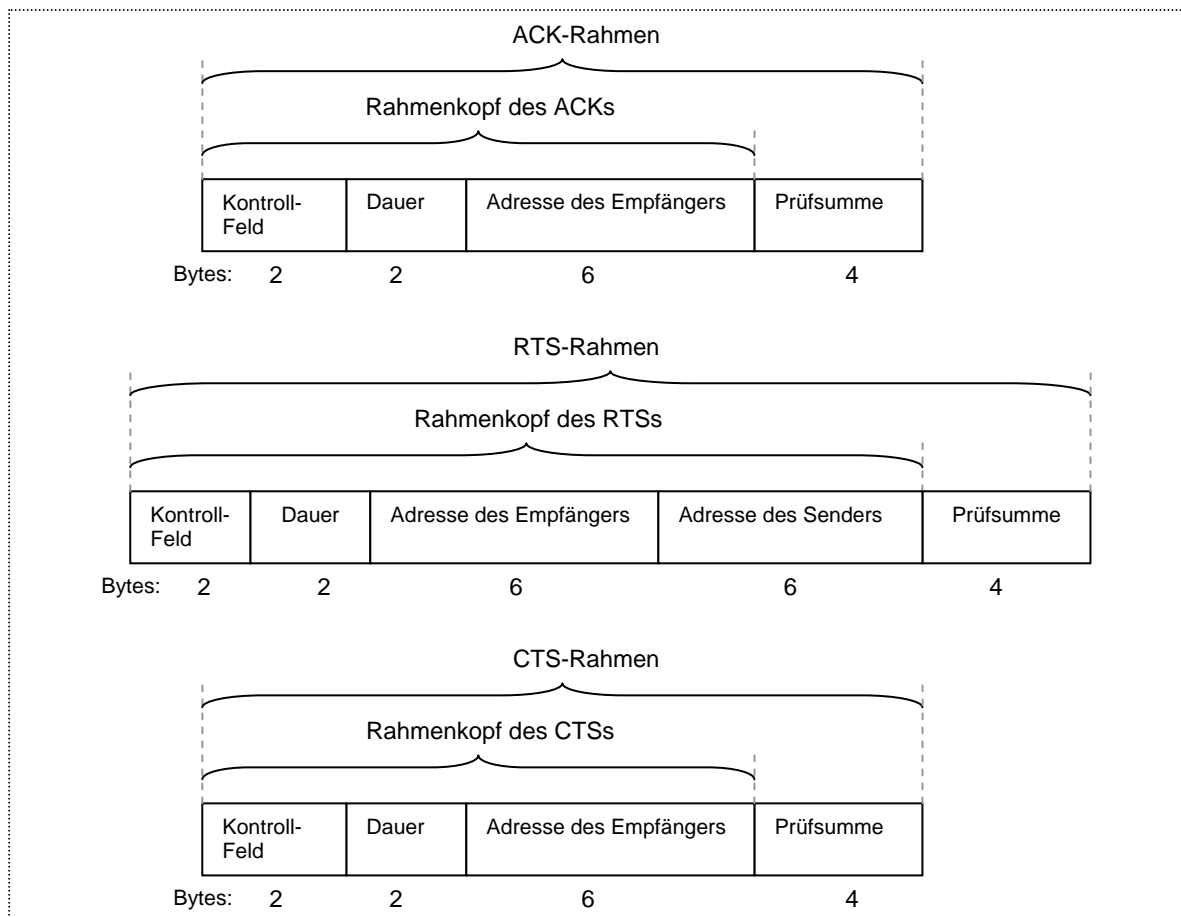 ACK-Rahmen
Rahmenkopf des ACKs
Kontroll-
Feld
Dauer
Adresse des Empfängers
Prüfsumme
Bytes: 2 2 6 4
RTS-Rahmen
Rahmenkopf des RTSs
Kontroll-
Feld
Dauer
Adresse des Empfängers
Adresse des Senders
Prüfsumme
Bytes: 2 2 6 6 4
CTS-Rahmen
Rahmenkopf des CTSs
Kontroll-
Feld
Dauer
Adresse des Empfängers
Prüfsumme
Bytes: 2 2 6 4